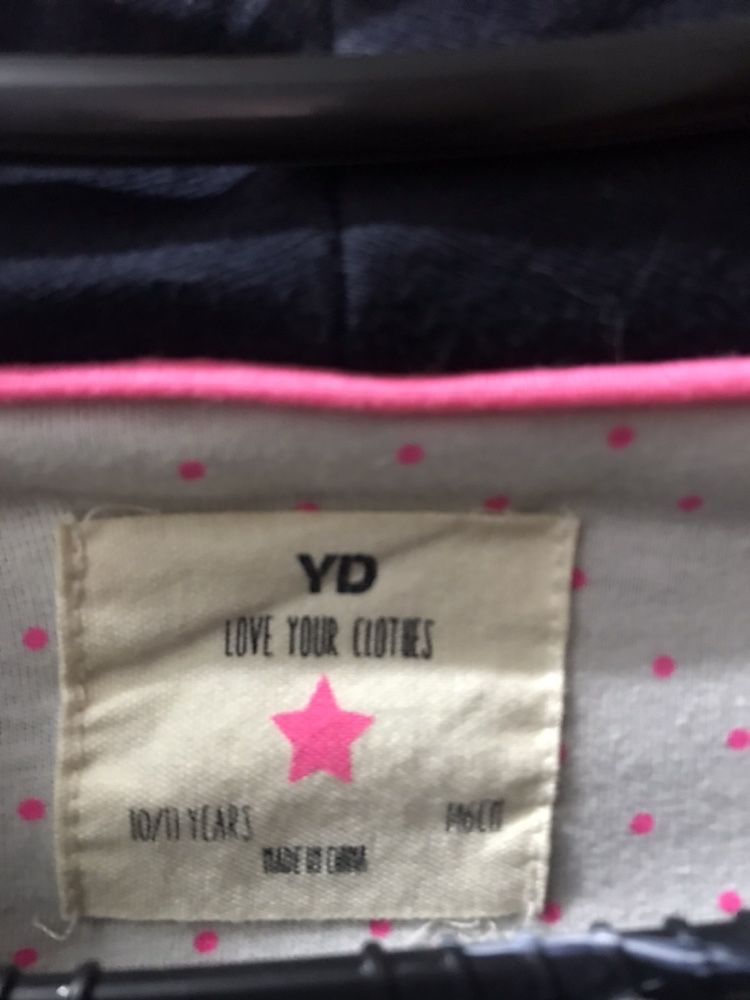 YD
LOVE YOUR CLOTHES
10/11 YEARS 146CM
MADE IN CHINA